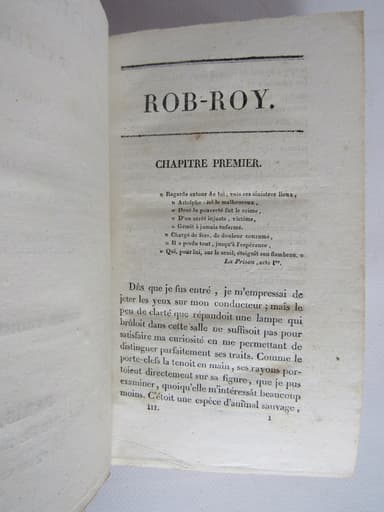 ROB-ROY.
CHAPITRE PREMIER.
« Regarde autour de toi, vois ces sinistres lieux,
» Astolphe: ici le malheureux,
» Dont la pauvreté fut le crime,
» D'un arrêt injuste, victime,
» Gémit à jamais enfermé.
» Chargé de fers, de douleur consumé,
» Il a perdu tout, jusqu'à l'espérance,
» Qui, pour lui, sur le seuil, éteignit son flambeau. »
La Prison, acte Ier.
Dès que je fus entré, je m'empressai de
jeter les yeux sur mon conducteur; mais le
peu de clarté que répandoit une lampe qui
brûloit dans cette salle ne suffisoit pas pour
satisfaire ma curiosité en me permettant de
distinguer parfaitement ses traits. Comme le
porte-clefs la tenoit en main, ses rayons por-
toient directement sur sa figure, que je pus
examiner, quoiqu'elle m'intéressât beaucoup
moins. C'étoit une espèce d'animal sauvage,
III.
1